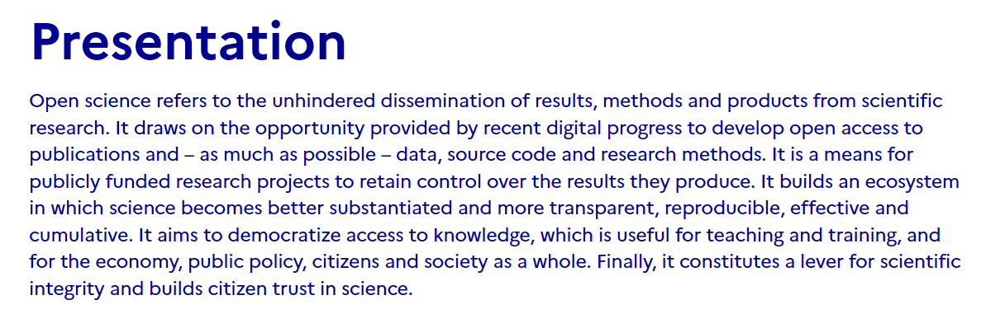 Presentation
Open science refers to the unhindered dissemination of results, methods and products from scientific
research. It draws on the opportunity provided by recent digital progress to develop open access to
publications and – as much as possible – data, source code and research methods. It is a means for
publicly funded research projects to retain control over the results they produce. It builds an ecosystem
in which science becomes better substantiated and more transparent, reproducible, effective and
cumulative. It aims to democratize access to knowledge, which is useful for teaching and training, and
for the economy, public policy, citizens and society as a whole. Finally, it constitutes a lever for scientific
integrity and builds citizen trust in science.